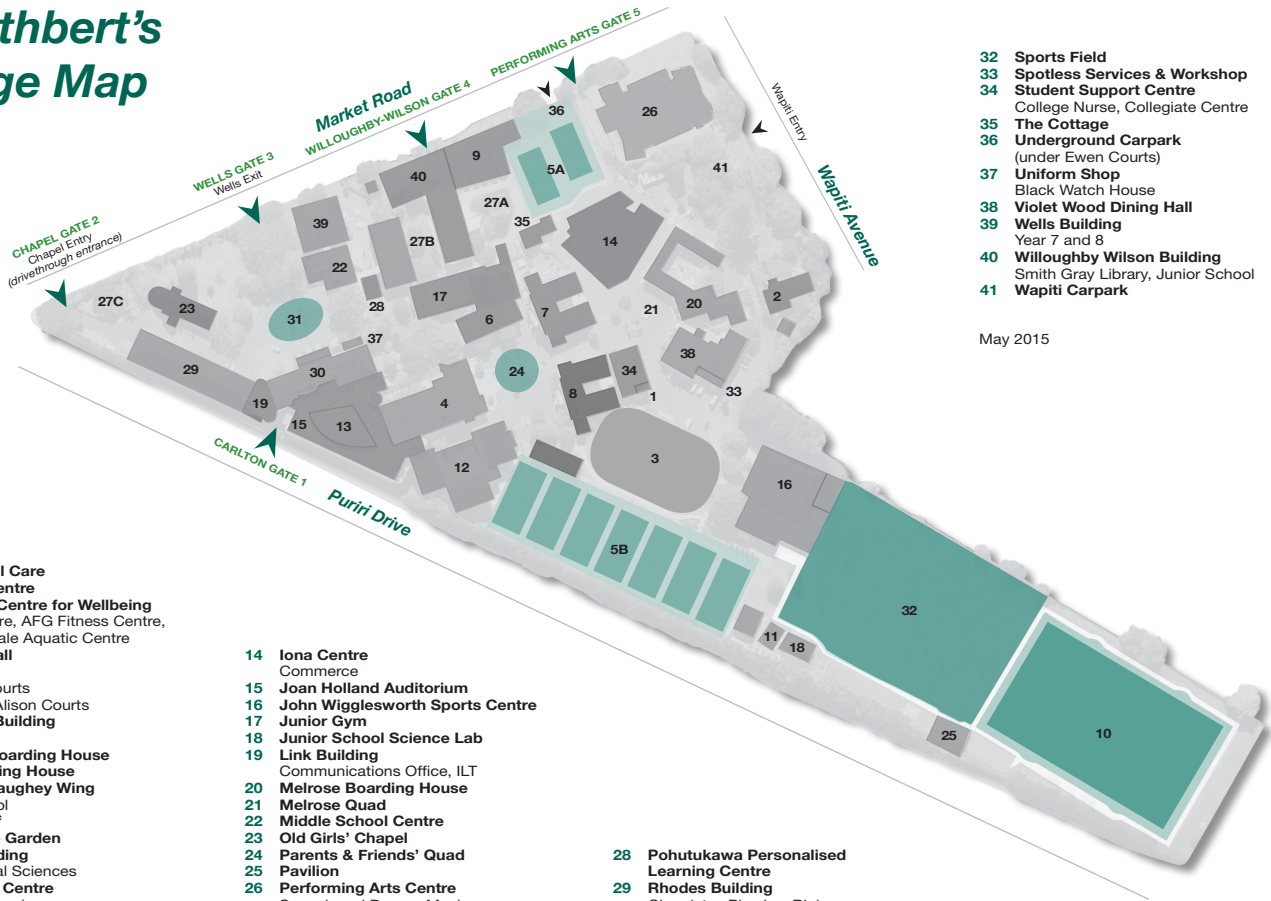 thbert's
ge Map
PERFORMING ARTS GATE 5
Market Road
WILLOUGHBY-WILSON GATE 4
WELLS GATE 3
Wells Exit
CHAPEL GATE 2
Chapel Entry
(drivethrough entrance)
Wapiti Entry
Wapiti Avenue
CARLTON GATE 1
Puriri Drive
36
26
9
5A
41
40
27A
35
39
27B
14
22
27C
23
28
17
7
21
20
2
31
6
37
38
29
30
24
34
8
1
33
19
4
15
13
3
12
16
5B
32
11
18
25
10
32 Sports Field
33 Spotless Services & Workshop
34 Student Support Centre
College Nurse, Collegiate Centre
35 The Cottage
36 Underground Carpark
(under Ewen Courts)
37 Uniform Shop
Black Watch House
38 Violet Wood Dining Hall
39 Wells Building
Year 7 and 8
40 Willoughby Wilson Building
Smith Gray Library, Junior School
41 Wapiti Carpark
May 2015
l Care
entre
Centre for Wellbeing
re, AFG Fitness Centre,
ale Aquatic Centre
all
ourts
Alison Courts
Building
oarding House
ing House
aughey Wing
ol
f
Garden
ding
al Sciences
Centre
14 Iona Centre
Commerce
15 Joan Holland Auditorium
16 John Wigglesworth Sports Centre
17 Junior Gym
18 Junior School Science Lab
19 Link Building
Communications Office, ILT
20 Melrose Boarding House
21 Melrose Quad
22 Middle School Centre
23 Old Girls' Chapel
24 Parents & Friends' Quad
25 Pavilion
26 Performing Arts Centre
28 Pohutukawa Personalised
Learning Centre
29 Rhodes Building